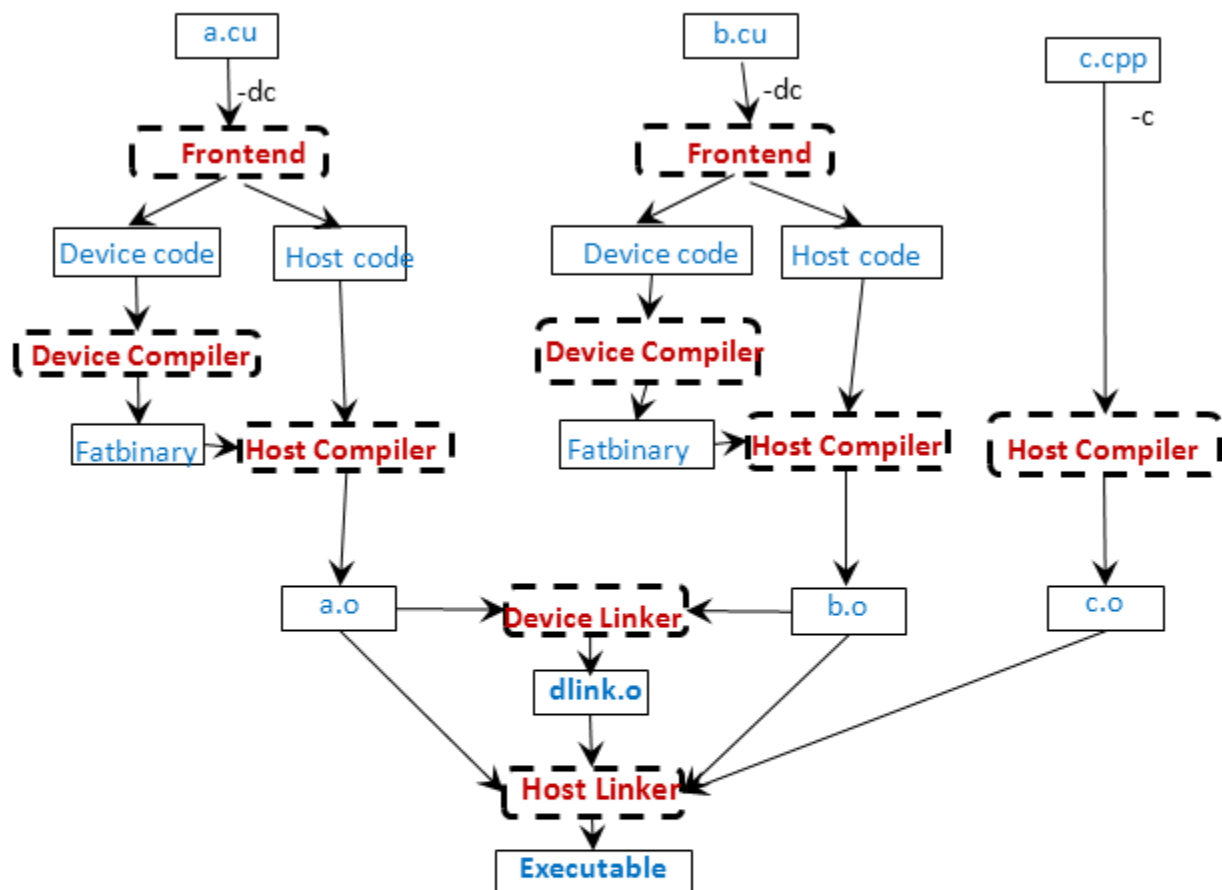 a.cu
b.cu
c.cpp
-dc
-dc
-c
Frontend
Frontend
Device code
Host code
Device code
Host code
Device Compiler
Device Compiler
Fatbinary
Host Compiler
Fatbinary
Host Compiler
Host Compiler
a.o
Device Linker
b.o
c.o
dlink.o
Host Linker
Executable